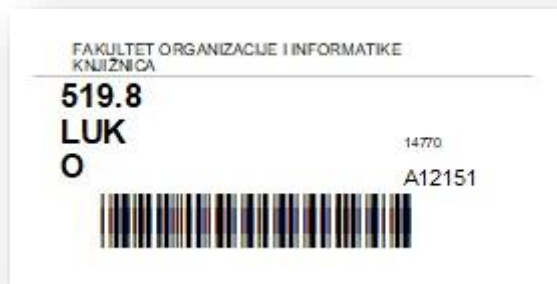 FAKULTET ORGANIZACIJE I INFORMATIKE
KNJIŽNICA
519.8
LUK
O
14770
A12151